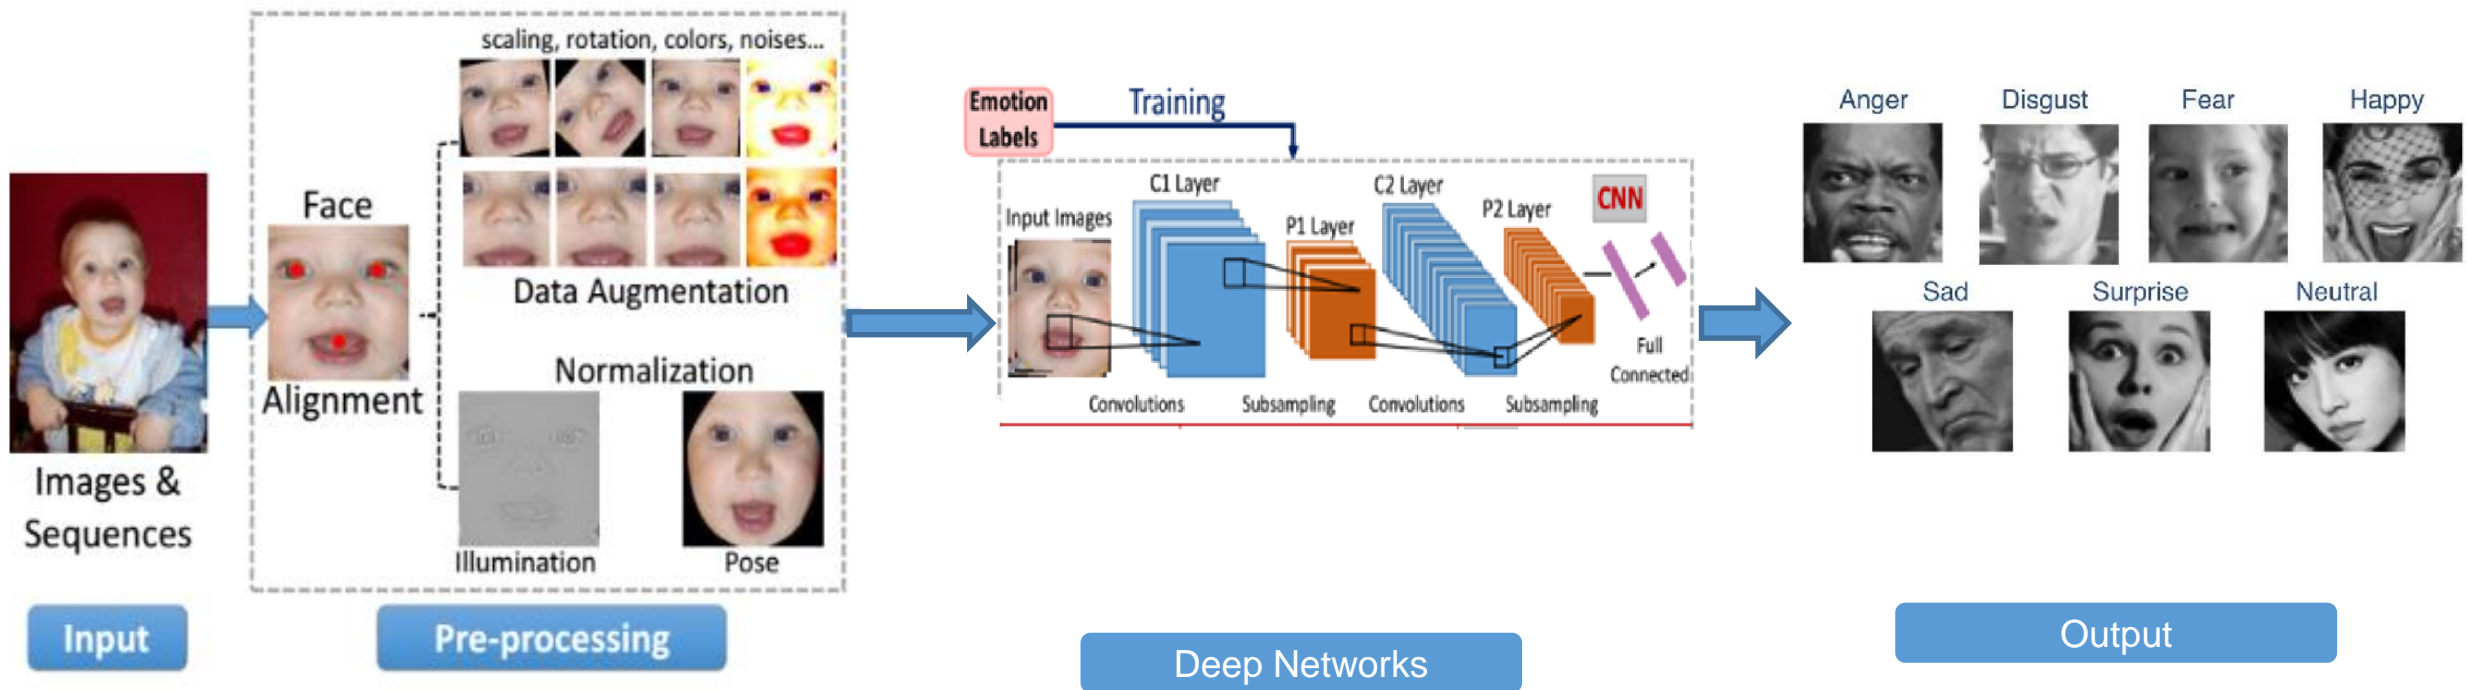 Images &
Sequences
Input
Face
Alignment
scaling, rotation, colors, noises...
Data Augmentation
Normalization
Illumination
Pose
Pre-processing
Emotion
Labels
Training
Input Images
C1 Layer
P1 Layer
C2 Layer
P2 Layer
CNN
Full
Connected
Convolutions
Subsampling
Convolutions
Subsampling
Deep Networks
Anger
Disgust
Fear
Happy
Sad
Surprise
Neutral
Output